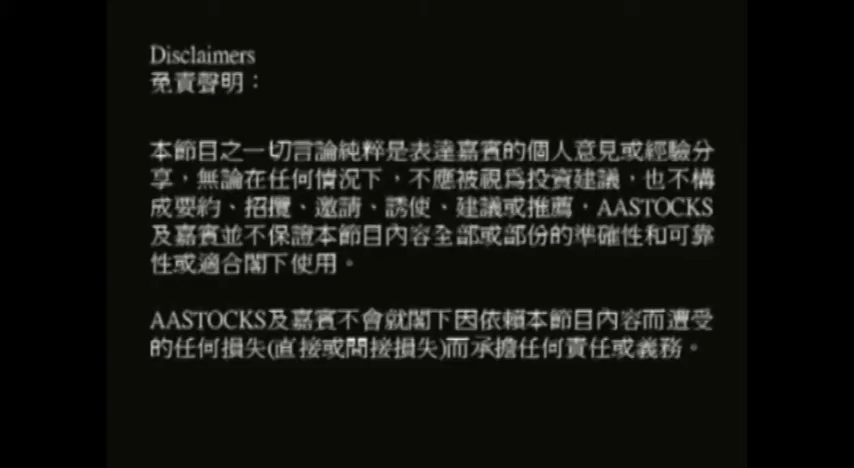 Disclaimers
免責聲明：
本節目之一切言論純粹是表達嘉賓的個人意見或經驗分
享，無論在任何情況下，不應被視爲投資建議，也不構
成要約、招攬、邀請、誘使、建議或推薦，AASTOCKS
及嘉賓並不保證本節目內容全部或部份的準確性和可靠
性或適合閣下使用。
AASTOCKS及嘉賓不會就閣下因依賴本節目內容而遭受
的任何損失(直接或間接損失)而承擔任何責任或義務。